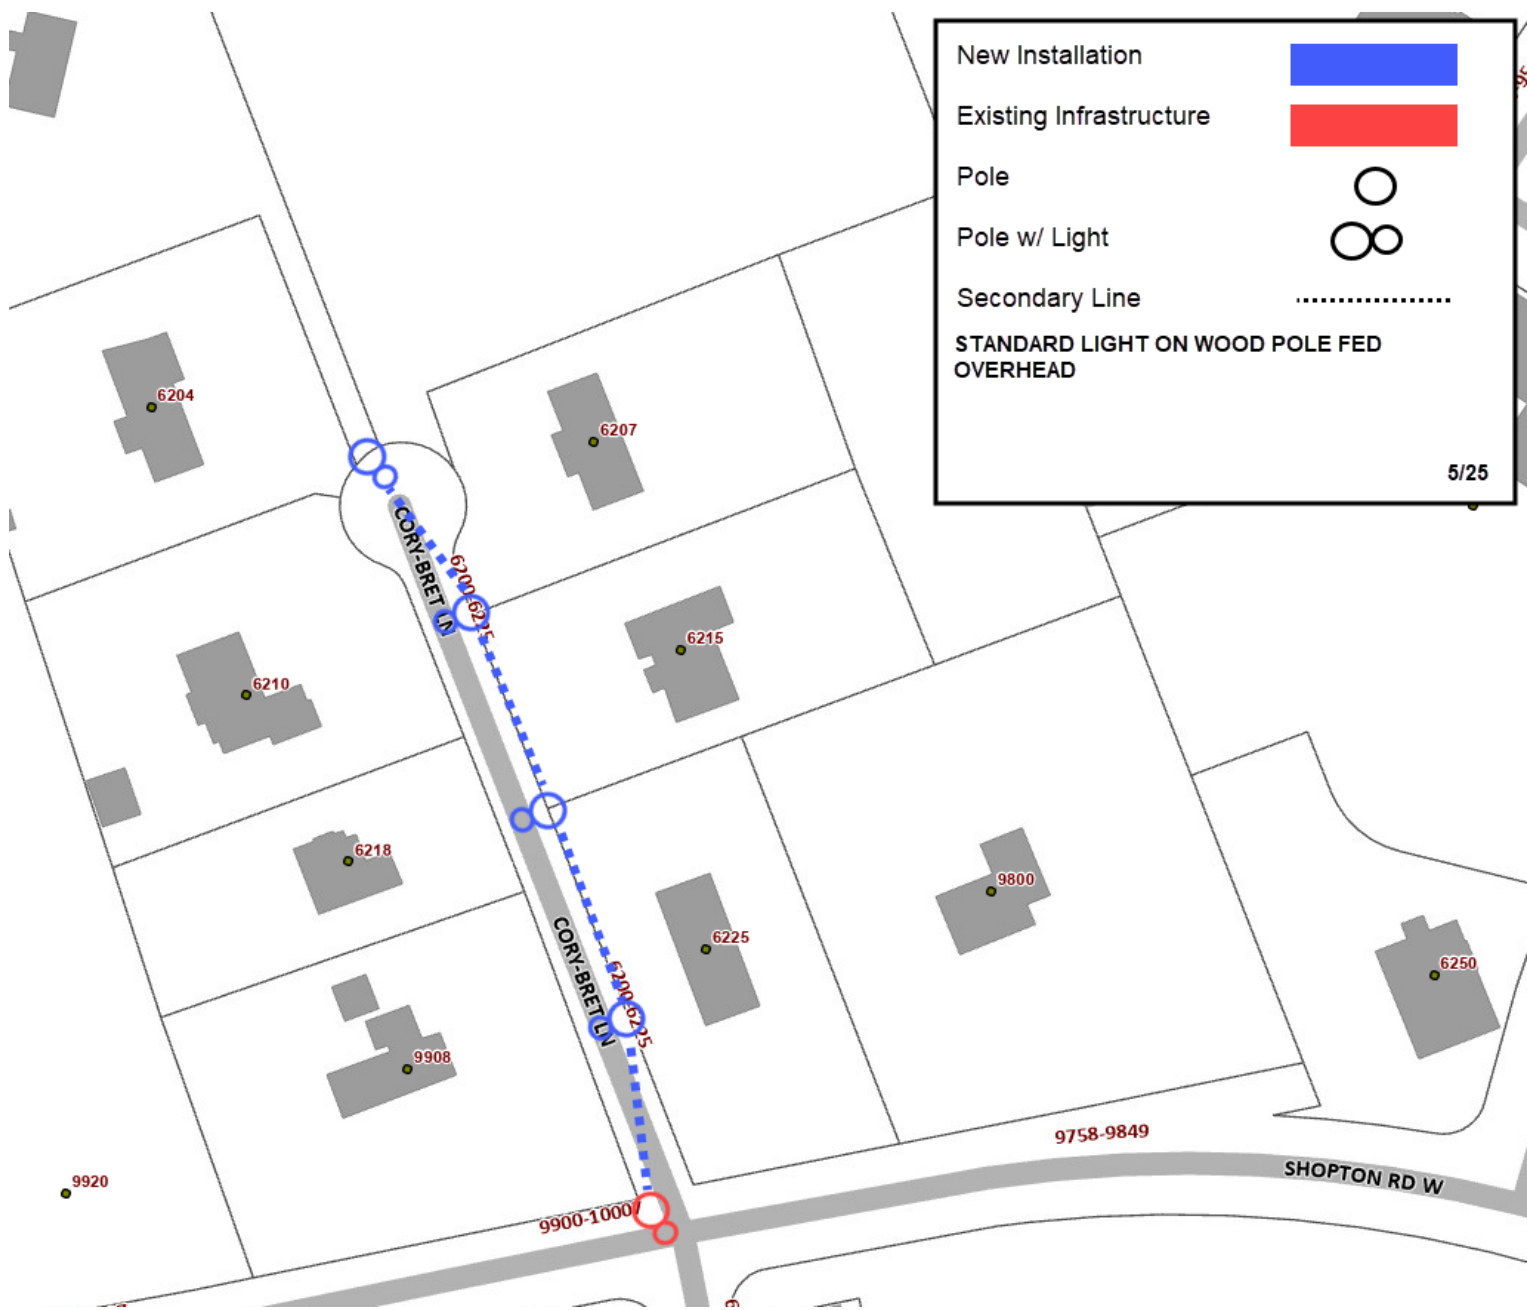 New Installation
Existing Infrastructure
Pole
Pole w/ Light
Secondary Line
STANDARD LIGHT ON WOOD POLE FED
OVERHEAD
5/25
6204
6207
CORY-BRET LN
6200-6225
6215
6210
6218
9800
6225
CORY-BRET LN
6200-6225
6250
9908
9758-9849
SHOPTON RD W
9920
9900-10007